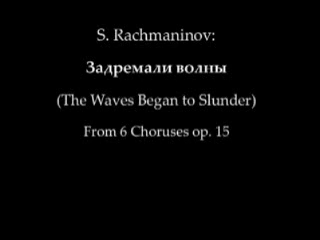 S. Rachmaninov:
Задремали волны
(The Waves Began to Slunder)
From 6 Choruses op. 15